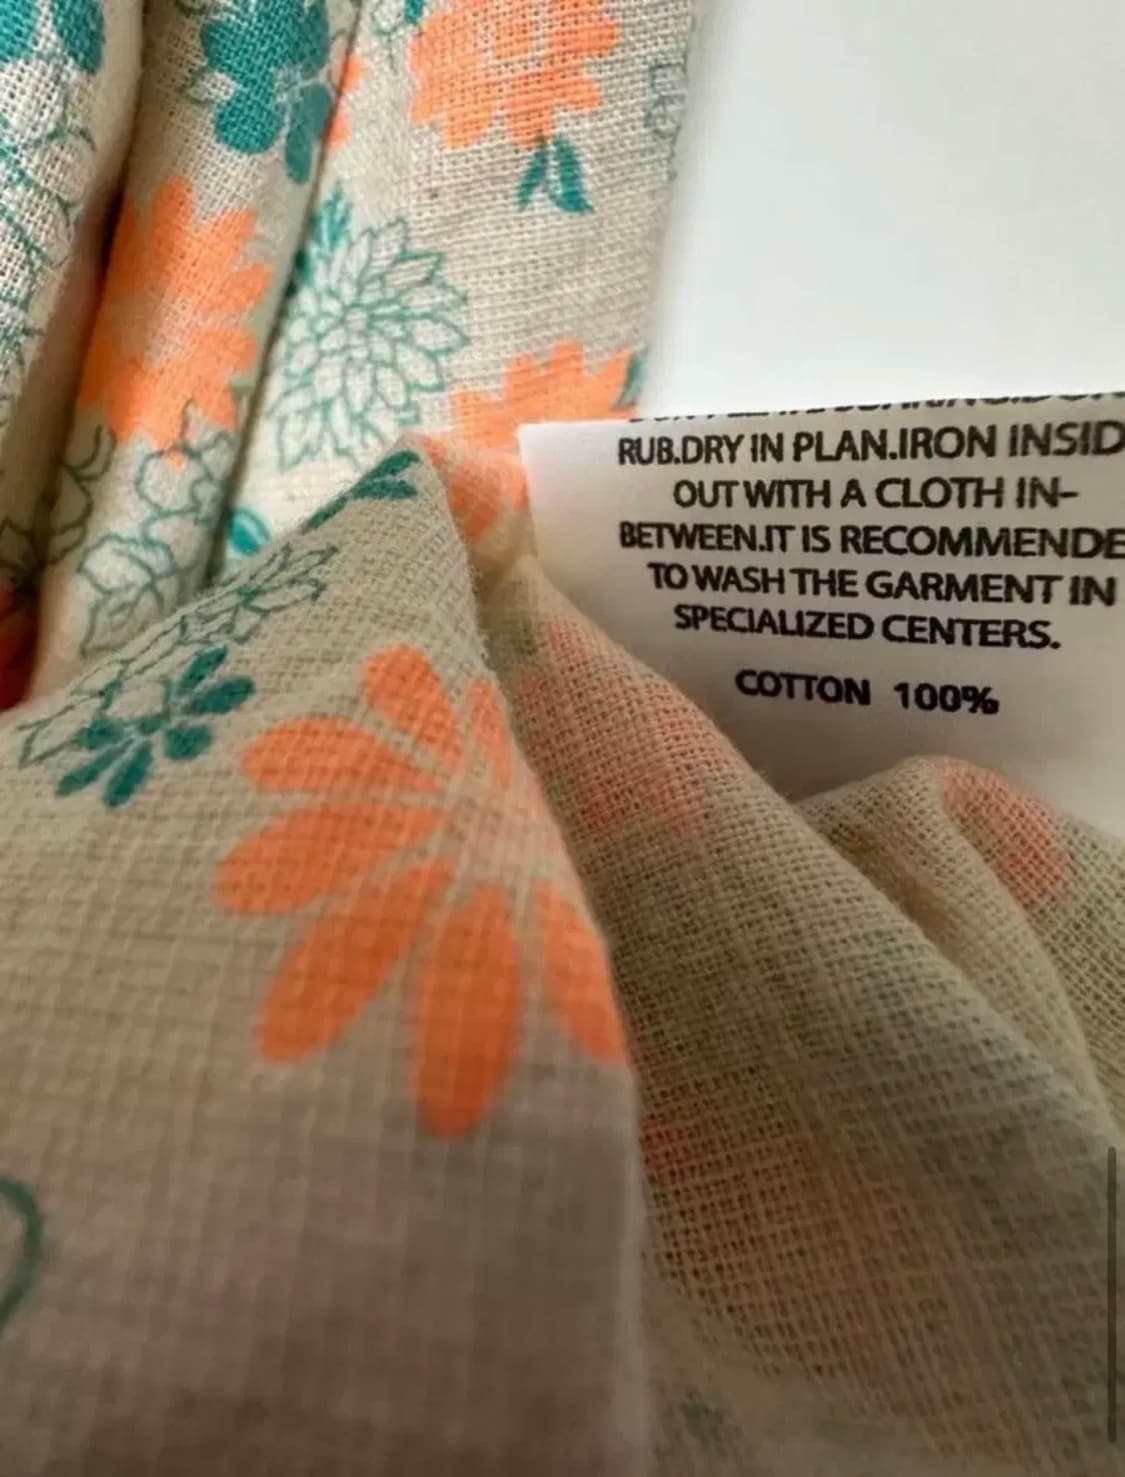 RUB.DRY IN PLAN.IRON INSID
OUT WITH A CLOTH IN-
BETWEEN.IT IS RECOMMENDE
TO WASH THE GARMENT IN
SPECIALIZED CENTERS.
COTTON 100%